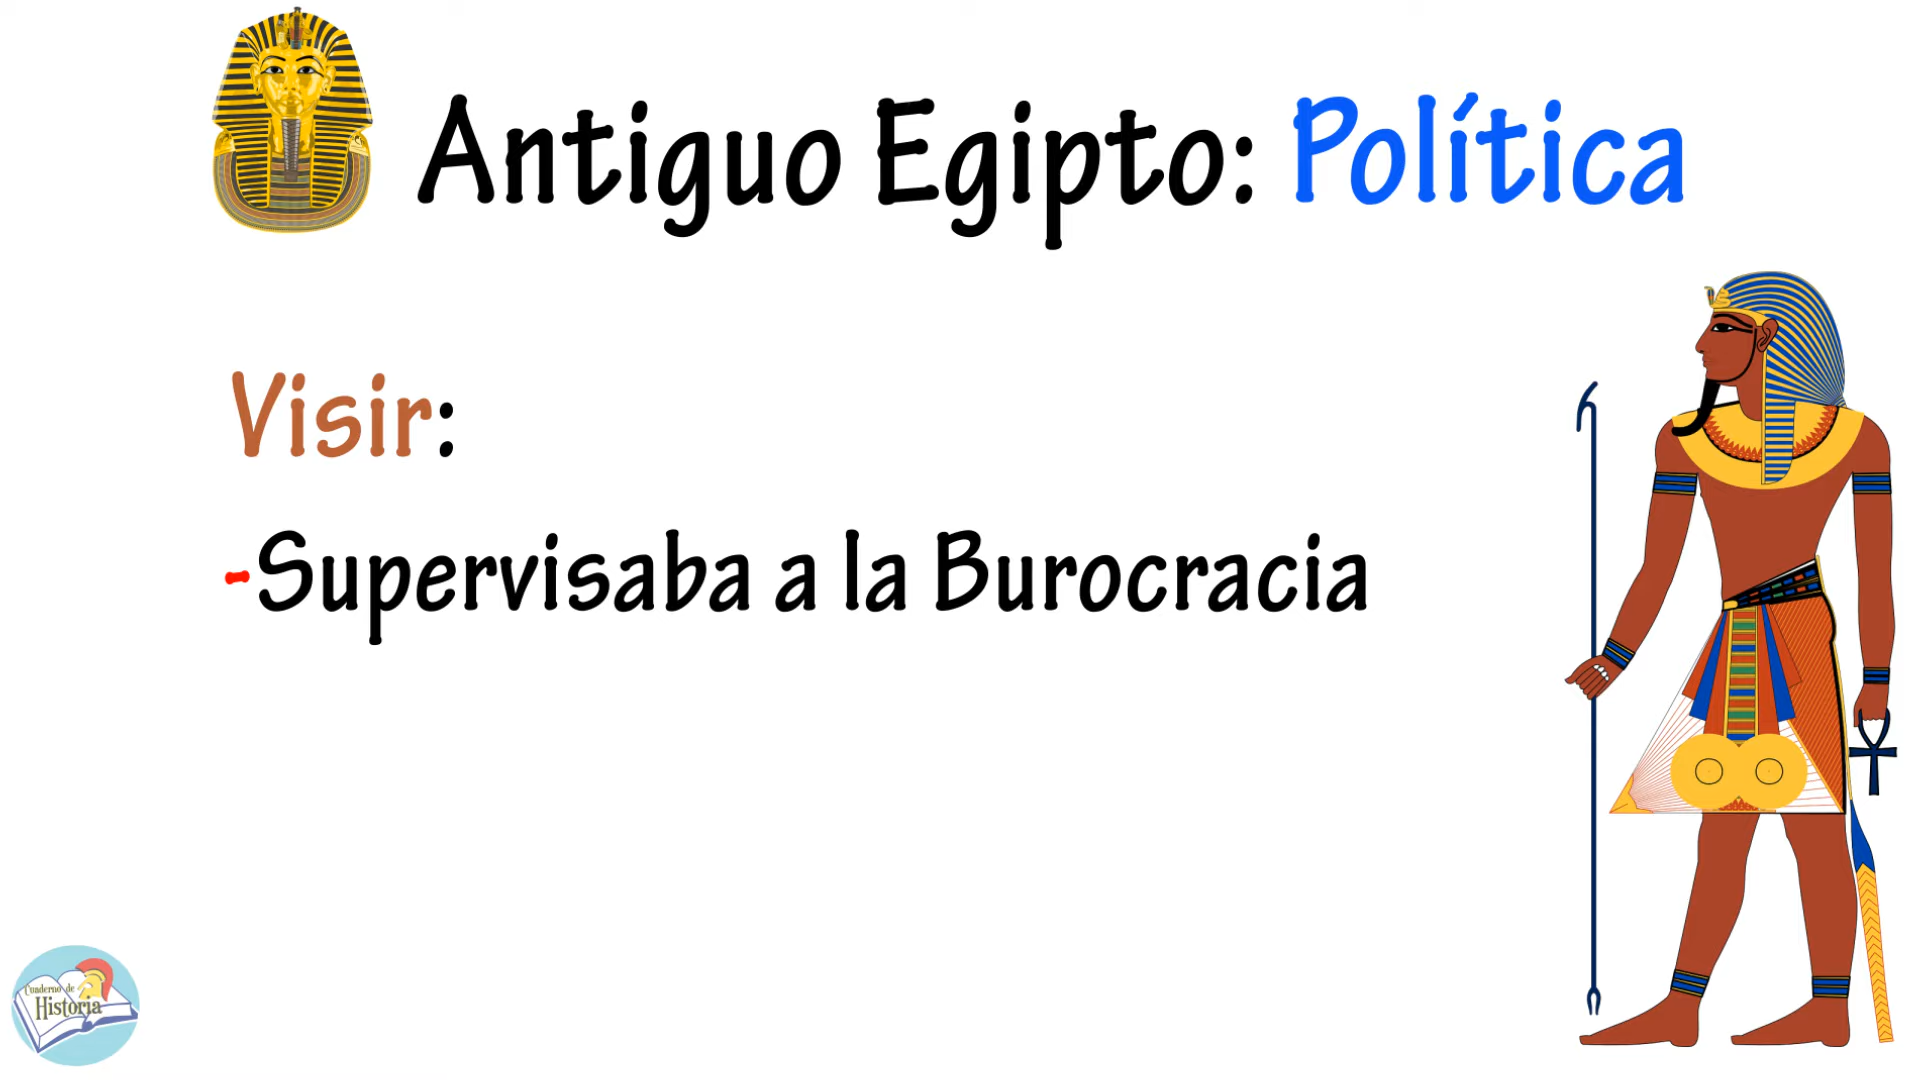 Antiguo Egipto: Política
Visir:
-Supervisaba a la Burocracia
Cuaderno de
Historia